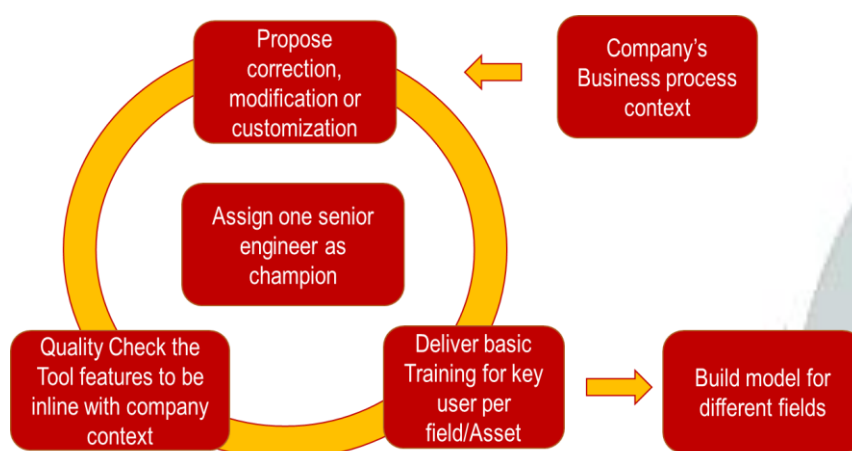 Propose
correction,
modification or
customization
Company’s
Business process
context
Assign one senior
engineer as
champion
Quality Check the
Tool features to be
inline with company
context
Deliver basic
Training for key
user per
field/Asset
Build model for
different fields